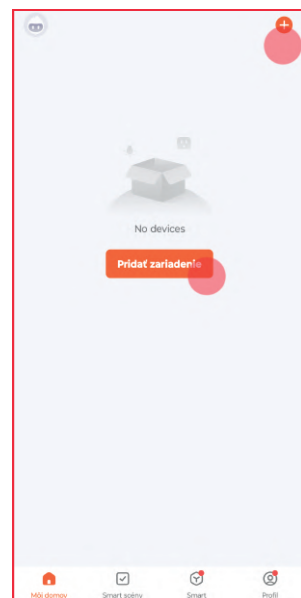 No devices
Pridať zariadenie
Môj domov
Smart scény
Smart
Profil